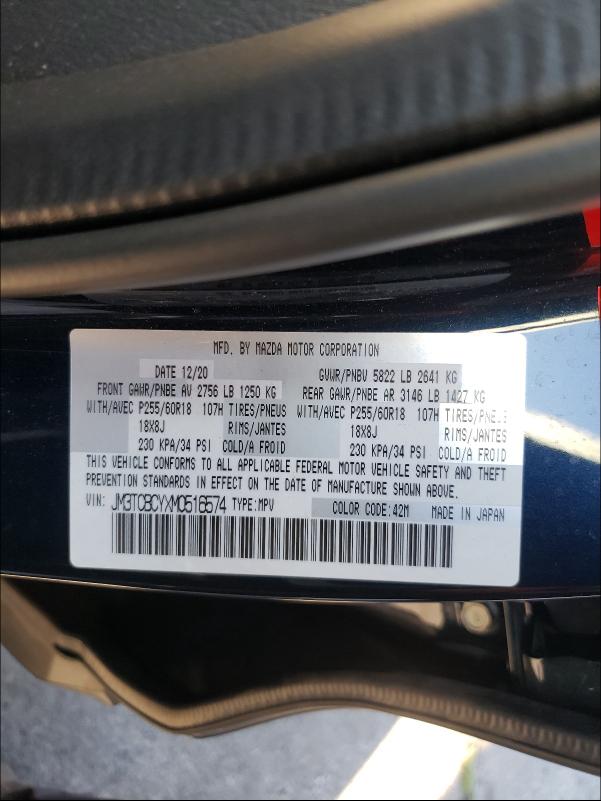 MFD. BY MAZDA MOTOR CORPORATION
DATE 12/20 GVWR/PNBV 5822 LB 2641 KG
FRONT GAWR/PNBE AV 2756 LB 1250 KG REAR GAWR/PNBE AR 3146 LB 1427 KG
WITH/AVEC P255/60R18 107H TIRES/PNEUS WITH/AVEC P255/60R18 107H TIRES/PNEUS
18X8J RIMS/JANTES 18X8J RIMS/JANTES
230 KPA/34 PSI COLD/A FROID 230 KPA/34 PSI COLD/A FROID
THIS VEHICLE CONFORMS TO ALL APPLICABLE FEDERAL MOTOR VEHICLE SAFETY AND THEFT
PREVENTION STANDARDS IN EFFECT ON THE DATE OF MANUFACTURE SHOWN ABOVE.
VIN: JM3TCBCYXM0516574 TYPE:MPV COLOR CODE:42M MADE IN JAPAN